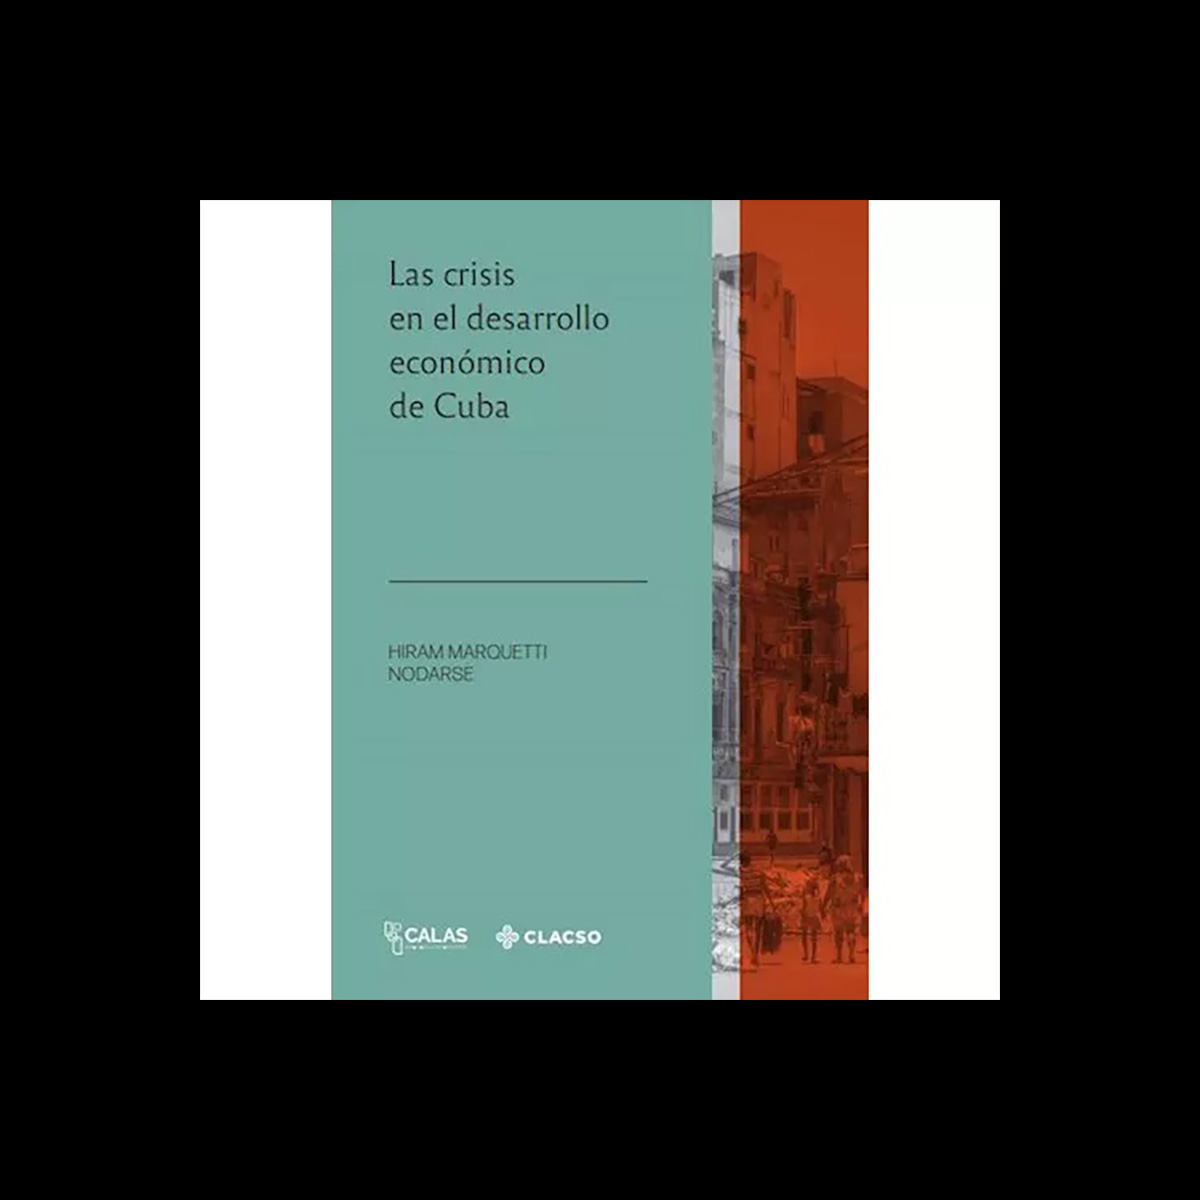 Las crisis
en el desarrollo
económico
de Cuba
HIRAM MARQUETTI
NODARSE
CALAS
CLACSO